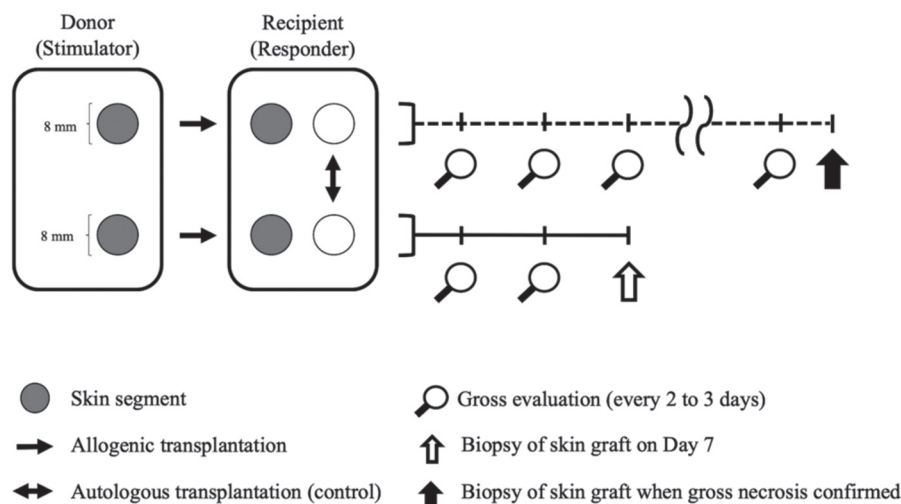 Donor
(Stimulator)
Recipient
(Responder)
8 mm
8 mm
Skin segment
Gross evaluation (every 2 to 3 days)
Allogenic transplantation
Biopsy of skin graft on Day 7
Autologous transplantation (control)
Biopsy of skin graft when gross necrosis confirmed